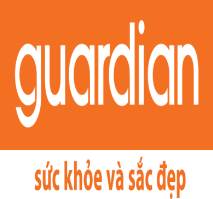 guardian
sức khỏe và sắc đẹp